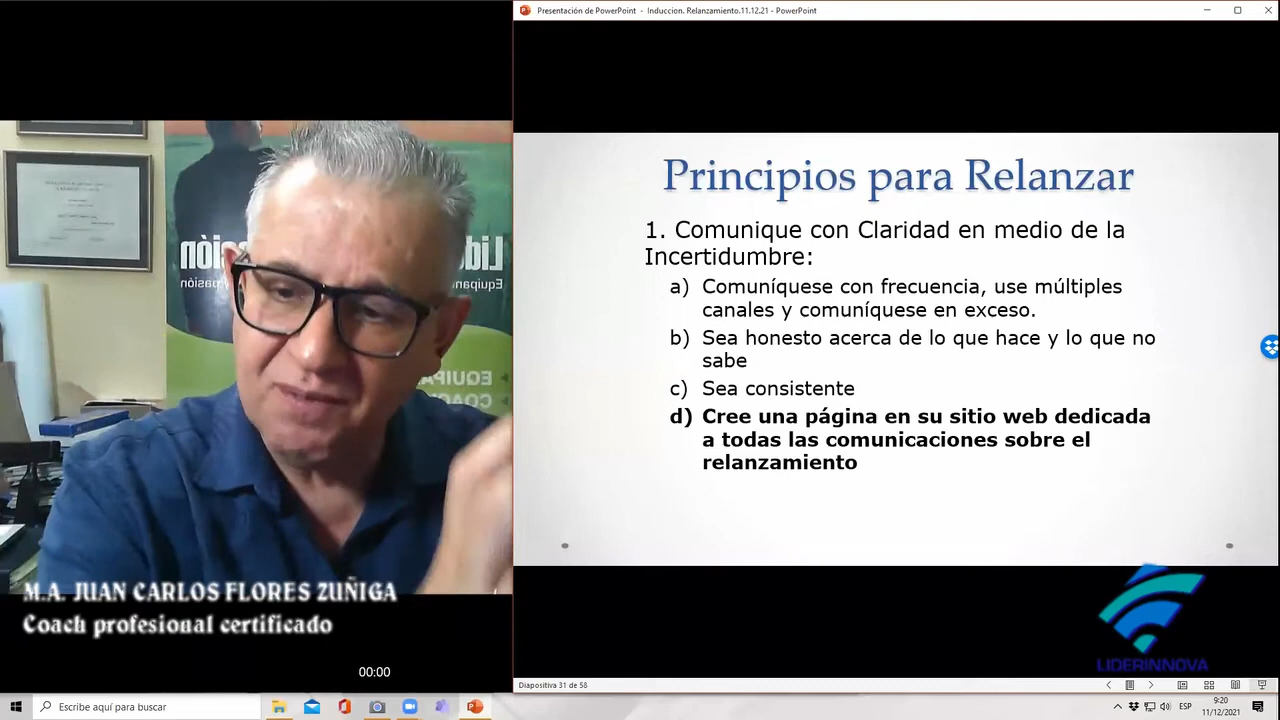 Presentación de PowerPoint - Induccion. Relanzamiento.11.12.21 - PowerPoint
Principios para Relanzar
1. Comunique con Claridad en medio de la
Incertidumbre:
a) Comuníquese con frecuencia, use múltiples
canales y comuníquese en exceso.
b) Sea honesto acerca de lo que hace y lo que no
sabe
c) Sea consistente
d) Cree una página en su sitio web dedicada
a todas las comunicaciones sobre el
relanzamiento
M.A. JUAN CARLOS FLORES ZUÑIGA
Coach profesional certificado
00:00
LIDERINNOVA
Diapositiva 31 de 58
Escribe aquí para buscar
ESP
9:20
11/12/2021